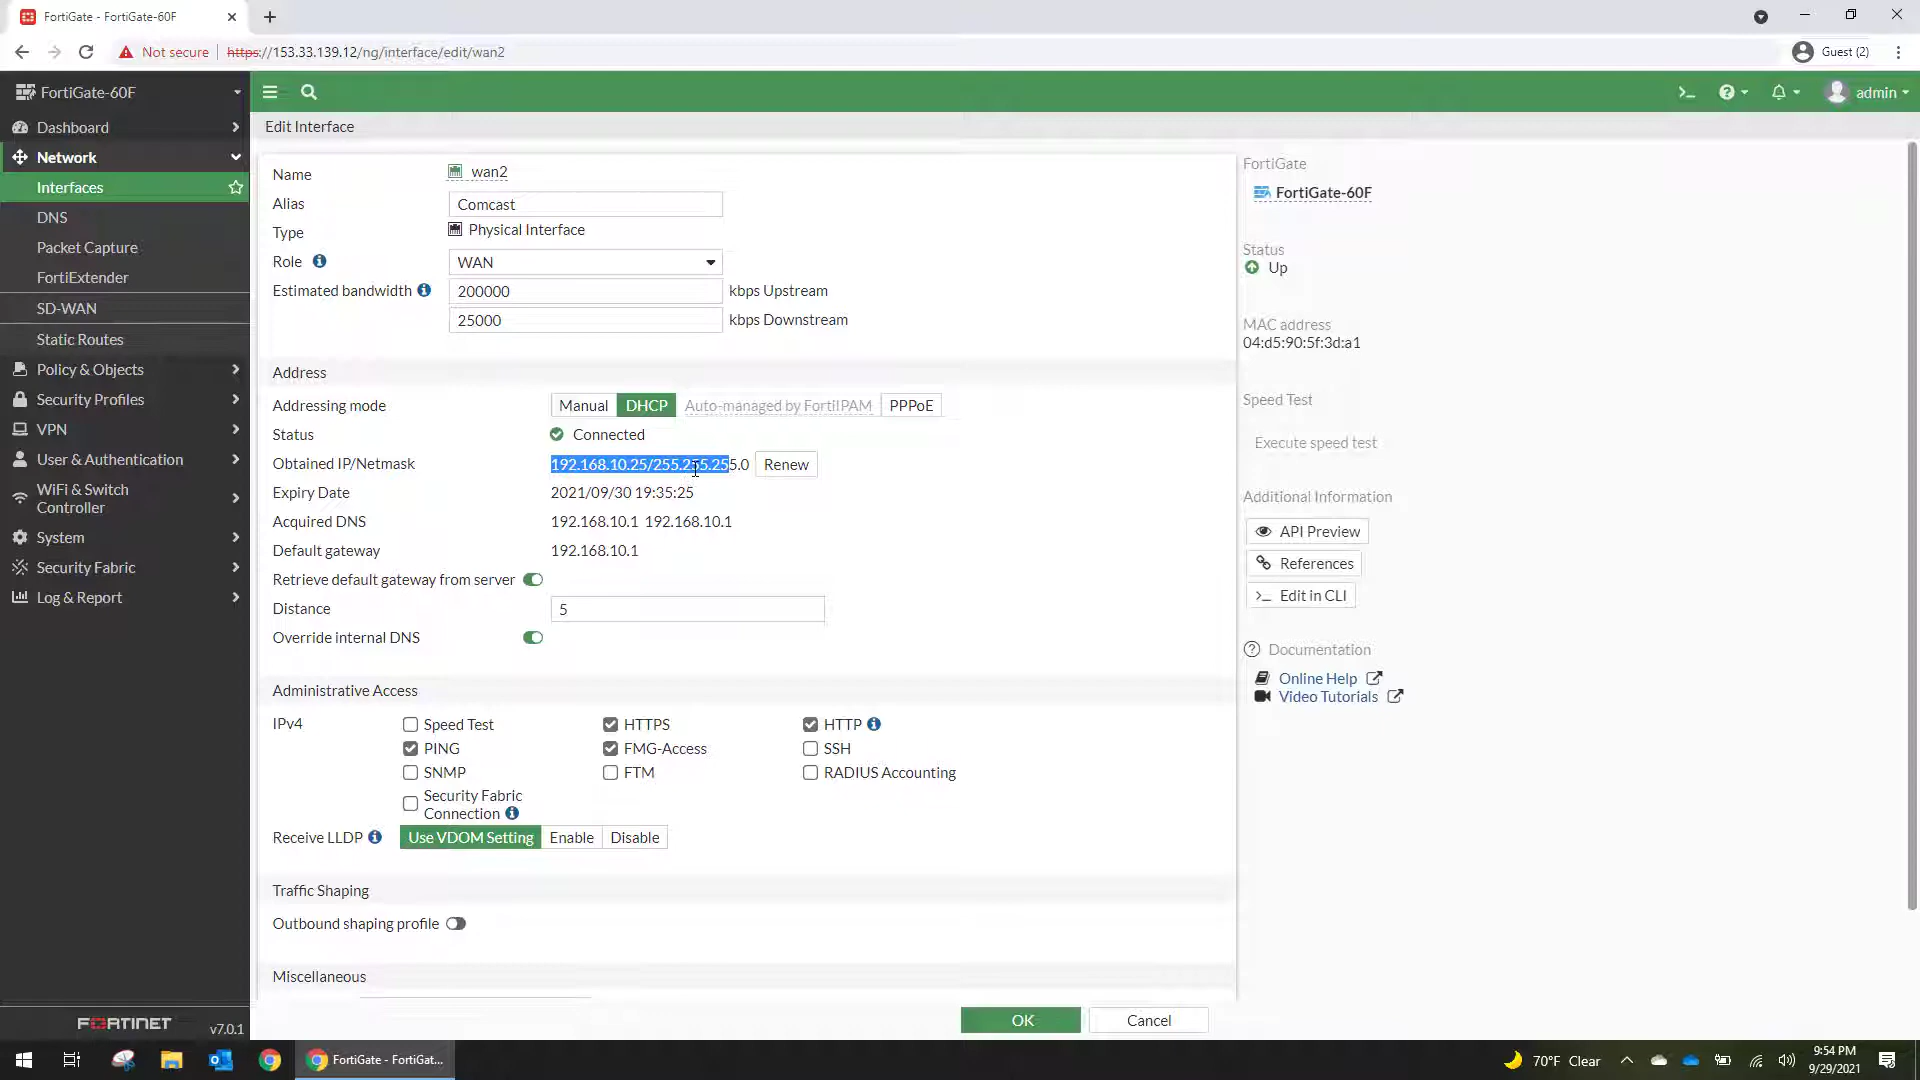 FortiGate - FortiGate-60F
Not secure
https://153.33.139.12/ng/interface/edit/wan2
Guest (2)
FortiGate-60F
admin
Dashboard
Network
Interfaces
DNS
Packet Capture
FortiExtender
SD-WAN
Static Routes
Policy & Objects
Security Profiles
VPN
User & Authentication
WiFi & Switch
Controller
System
Security Fabric
Log & Report
FORTINET v7.0.1
Edit Interface
Name wan2
Alias Comcast
Type Physical Interface
Role WAN
Estimated bandwidth 200000 kbps Upstream
25000 kbps Downstream
Address
Addressing mode Manual DHCP Auto-managed by FortiIPAM PPPoE
Status Connected
Obtained IP/Netmask 192.168.10.25/255.255.255.0 Renew
Expiry Date 2021/09/30 19:35:25
Acquired DNS 192.168.10.1 192.168.10.1
Default gateway 192.168.10.1
Retrieve default gateway from server
Distance 5
Override internal DNS
Administrative Access
IPv4 Speed Test HTTPS HTTP
PING FMG-Access SSH
SNMP FTM RADIUS Accounting
Security Fabric
Connection
Receive LLDP Use VDOM Setting Enable Disable
Traffic Shaping
Outbound shaping profile
Miscellaneous
OK Cancel
FortiGate
FortiGate-60F
Status
Up
MAC address
04:d5:90:5f:3d:a1
Speed Test
Execute speed test
Additional Information
API Preview
References
>_ Edit in CLI
Documentation
Online Help
Video Tutorials
FortiGate - FortiGat...
70°F Clear
9:54 PM
9/29/2021